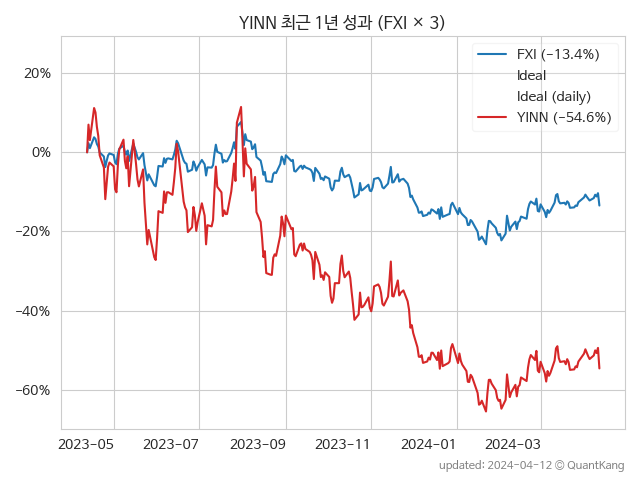 YINN 최근 1년 성과 (FXI × 3)
FXI (−13.4%)
Ideal
Ideal (daily)
YINN (−54.6%)
20%
0%
−20%
−40%
−60%
2023-05 2023-07 2023-09 2023-11 2024-01 2024-03
updated: 2024-04-12 © QuantKang